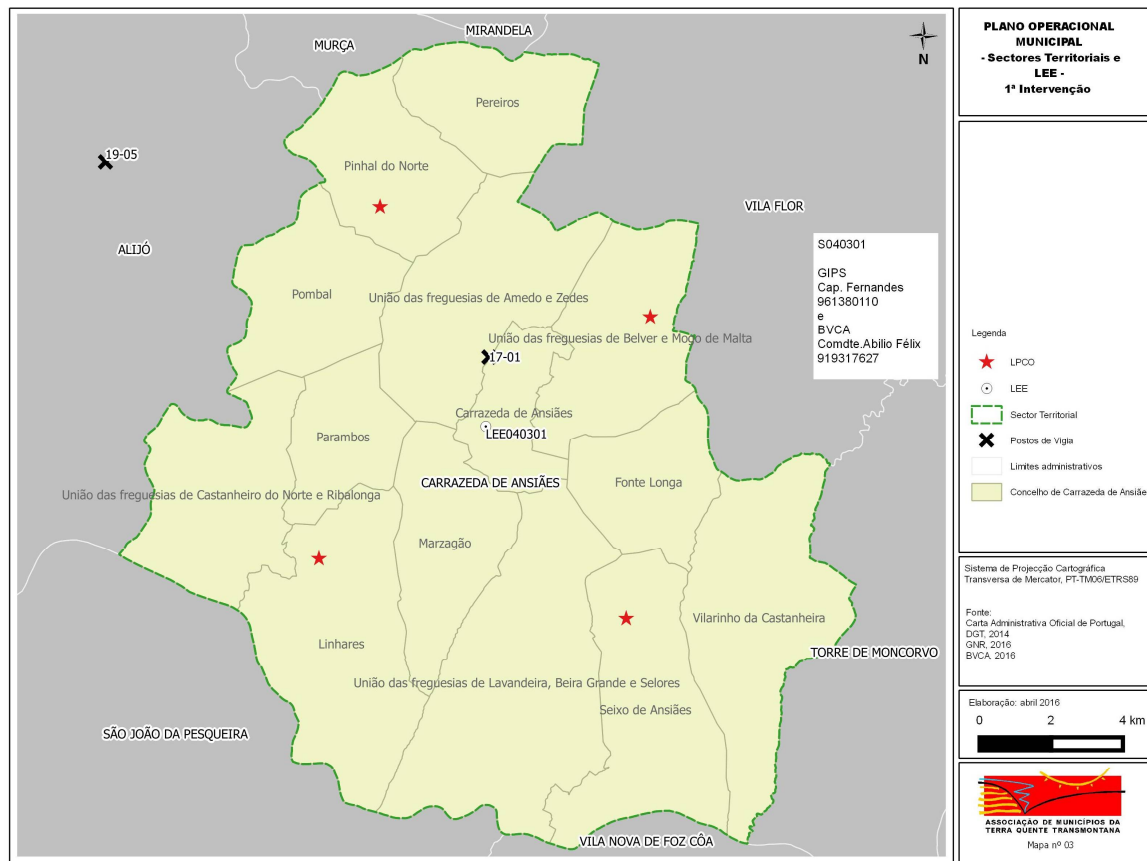 MIRANDELA
MURÇA
N
Pereiros
19-05
Pinhal do Norte
VILA FLOR
ALIJÓ
S040301
GIPS
Cap. Fernandes
961380110
e
BVCA
Comdte.Abilio Félix
919317627
Pombal
União das freguesias de Amedo e Zedes
União das freguesias de Belver e Mogo de Malta
17-01
Carrazeda de Ansiães
LEE040301
Parambos
CARRAZEDA DE ANSIÃES
Fonte Longa
União das freguesias de Castanheiro do Norte e Ribalonga
Marzagão
Vilarinho da Castanheira
Linhares
TORRE DE MONCORVO
União das freguesias de Lavandeira, Beira Grande e Selores
Seixo de Ansiães
SÃO JOÃO DA PESQUEIRA
VILA NOVA DE FOZ CÔA
PLANO OPERACIONAL
MUNICIPAL
- Sectores Territoriais e
LEE -
1ª Intervenção
Legenda
LPCO
LEE
Sector Territorial
Postos de Vigia
Limites administrativos
Concelho de Carrazeda de Ansiãe
Sistema de Projecção Cartográfica
Transversa de Mercator, PT-TM06/ETRS89
Fonte:
Carta Administrativa Oficial de Portugal,
DGT, 2014
GNR, 2016
BVCA, 2016
Elaboração: abril 2016
0 2 4 km
ASSOCIAÇÃO DE MUNICÍPIOS DA
TERRA QUENTE TRANSMONTANA
Mapa nº 03